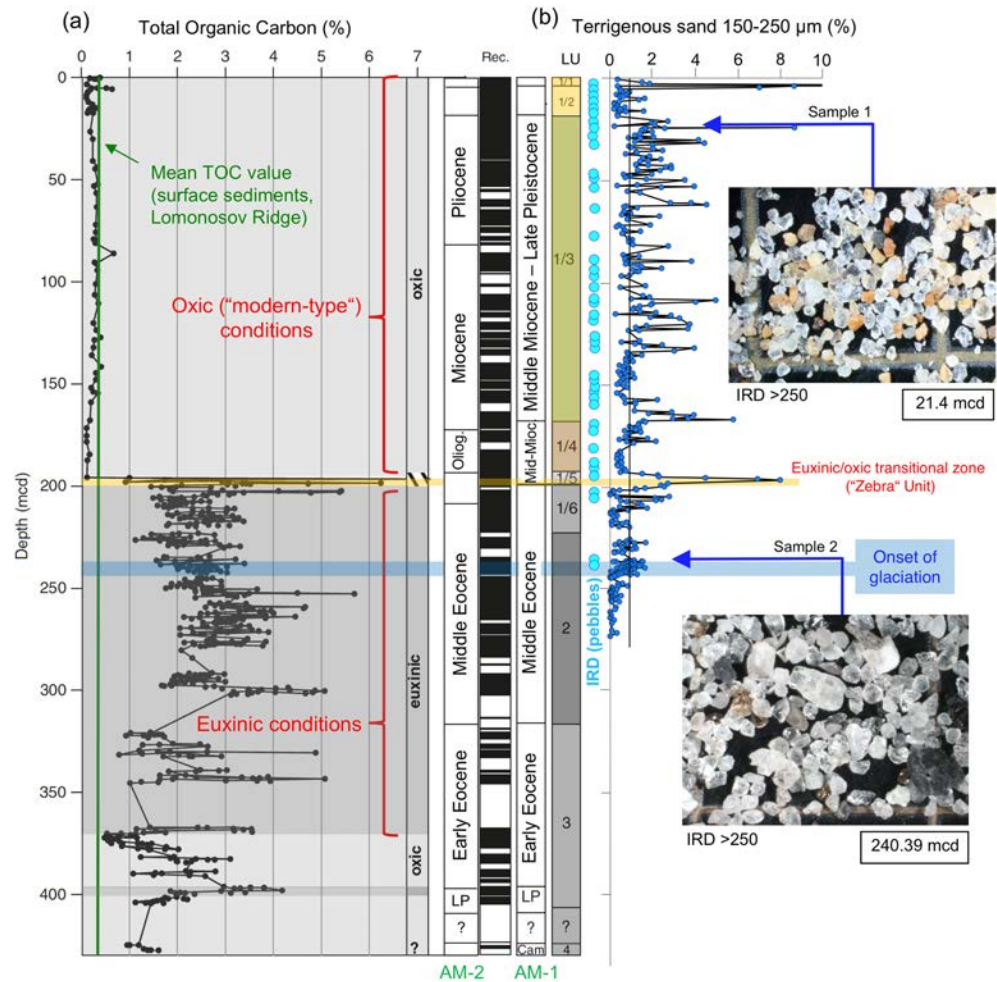 (a)
Total Organic Carbon (%)
0 1 2 3 4 5 6 7
Rec.
Depth (mcd)
0
50
100
150
200
250
300
350
400
Mean TOC value
(surface sediments,
Lomonosov Ridge)
Oxic ("modern-type")
conditions
Euxinic conditions
oxic
euxinic
oxic
?
Pliocene
Miocene
Oliog.
Middle Eocene
Early Eocene
LP
?
AM-2
(b)
Terrigenous sand 150-250 µm (%)
LU
0 2 4 6 8 10
Middle Miocene – Late Pleistocene
Mid-Mioc.
Middle Eocene
Early Eocene
LP
?
Cam
AM-1
1/1
1/2
1/3
1/4
1/5
1/6
2
3
?
4
IRD (pebbles)
Sample 1
IRD >250
21.4 mcd
Euxinic/oxic transitional zone
("Zebra" Unit)
Sample 2
Onset of
glaciation
IRD >250
240.39 mcd